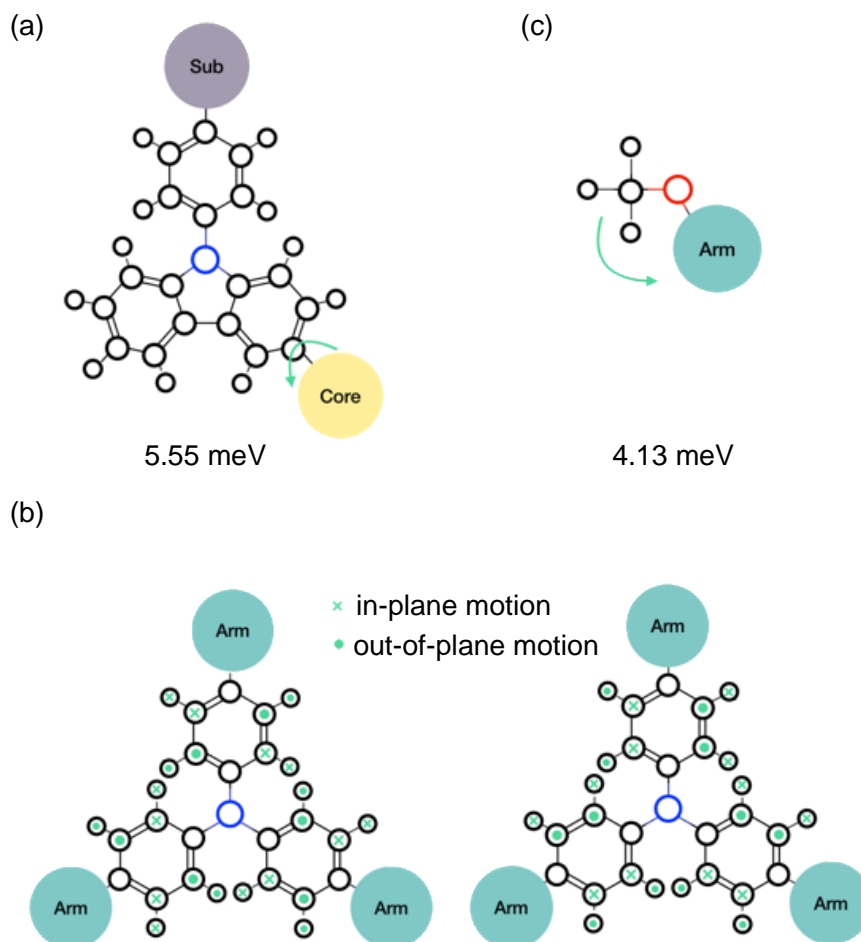 (a)
(c)
Sub
Arm
Core
5.55 meV
4.13 meV
(b)
Arm
× in-plane motion
Arm
• out-of-plane motion
Arm
Arm
Arm
Arm